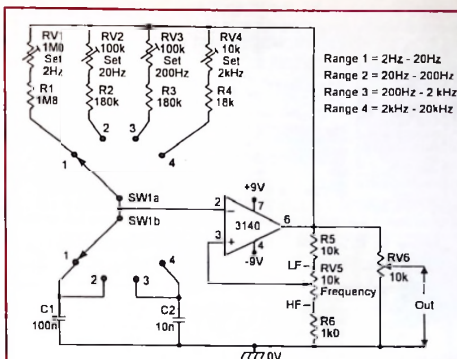 RV1
1M0
Set
2Hz
RV2
100k
Set
20Hz
RV3
100k
Set
200Hz
RV4
10k
Set
2kHz
R1
1M8
R2
180k
R3
180k
R4
18k
Range 1 = 2Hz - 20Hz
Range 2 = 20Hz - 200Hz
Range 3 = 200Hz - 2 kHz
Range 4 = 2kHz - 20kHz
2
3
1
4
SW1a
SW1b
1
2
3
4
C1
100n
C2
10n
+9V
7
2
3140
6
3
4
-9V
R5
10k
LF
RV5
10k
Frequency
HF
R6
1k0
RV6
10k
Out
0V